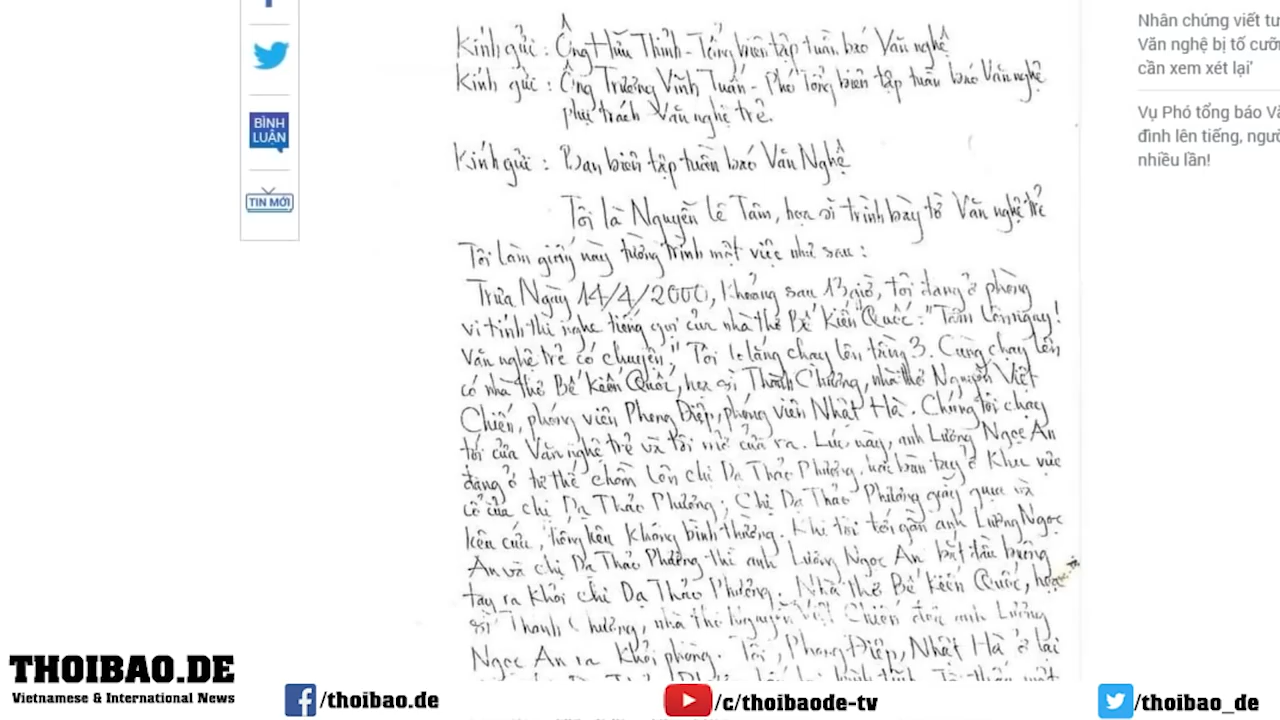 BÌNH
LUẬN
TIN MỚI
Kính gửi : Ông Hữu Thỉnh - Tổng biên tập tuần báo Văn nghệ
Kính gửi : Ông Trương Vĩnh Tuấn - Phó Tổng biên tập tuần báo Văn nghệ
phụ trách Văn nghệ trẻ.
Kính gửi : Ban biên tập tuần báo Văn Nghệ
Tôi là Nguyễn Lê Tâm, họa sĩ trình bày tờ Văn nghệ trẻ
Tôi làm giấy này tường trình một việc như sau :
Trưa Ngày 14/4/2000, khoảng sau 13 giờ, tôi đang ở phòng
vi tính thì nghe tiếng gọi của nhà thơ Bế Kiến Quốc : "Tâm lên ngay!
Văn nghệ trẻ có chuyện." Tôi lo lắng chạy lên tầng 3. Cùng chạy lên
có nhà thơ Bế Kiến Quốc, họa sĩ Thành Chương, nhà thơ Nguyễn Việt
Chiến, phóng viên Phong Điệp, phóng viên Nhật Hà. Chúng tôi chạy
tới cửa Văn nghệ trẻ và tôi mở cửa ra. Lúc này, anh Lương Ngọc An
đang ở tư thế chồm lên chị Dạ Thảo Phương, hai bàn tay ở khu vực
cổ của chị Dạ Thảo Phương; Chị Dạ Thảo Phương giãy giụa và
kêu cứu, tiếng kêu không bình thường. Khi tôi tới gần anh Lương Ngọc
An và chị Dạ Thảo Phương thì anh Lương Ngọc An bắt đầu buông
tay ra khỏi chị Dạ Thảo Phương. Nhà thơ Bế Kiến Quốc, họa
sĩ Thành Chương, nhà thơ Nguyễn Việt Chiến đưa anh Lương
Ngọc An ra khỏi phòng. Tôi, Phong Điệp, Nhật Hà ở lại
Nhân chứng viết tư
Văn nghệ bị tố cưỡ
cần xem xét lại'
Vụ Phó tổng báo Vă
đình lên tiếng, ngườ
nhiều lần!
THOIBAO.DE
Vietnamese & International News
/thoibao.de
/c/thoibaode-tv
/thoibao_de